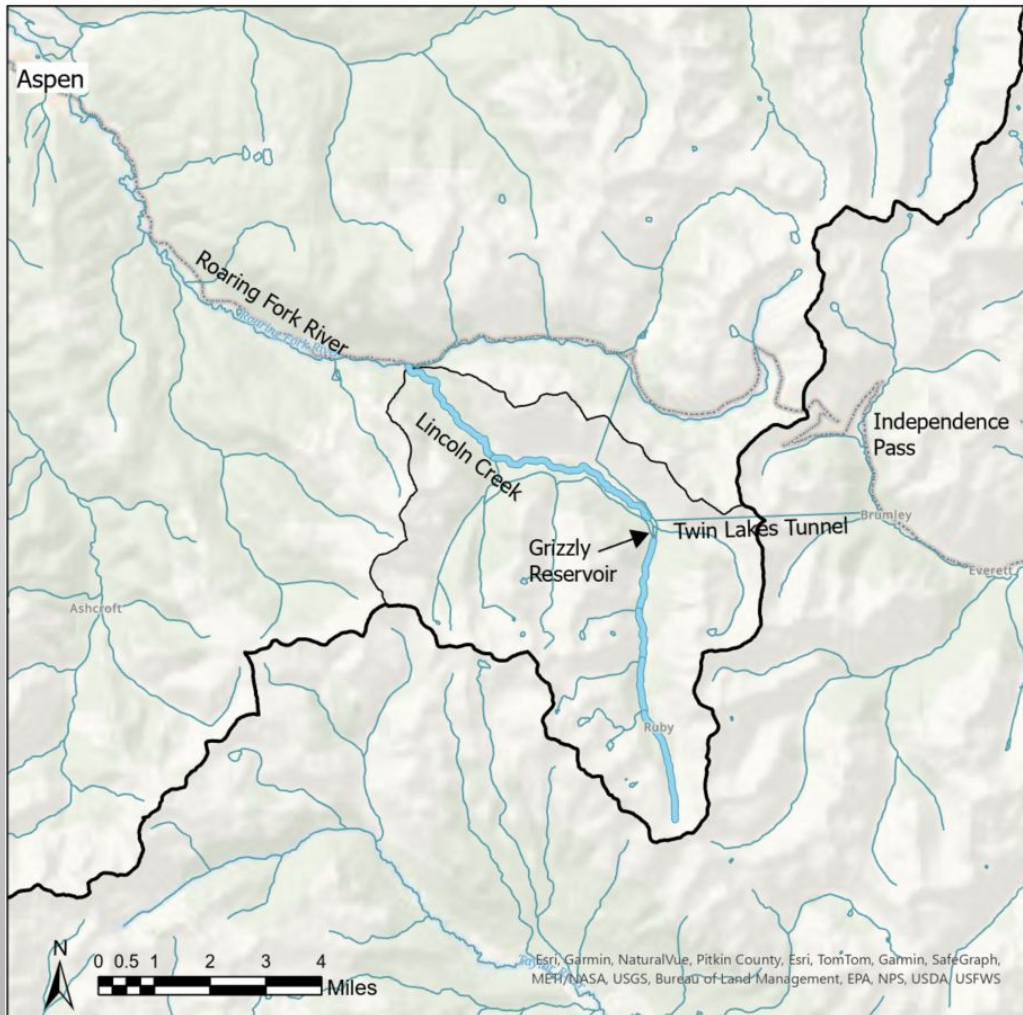 Aspen
Roaring Fork River
Roaring Fork
Lincoln Creek
Independence
Pass
Brumley
Twin Lakes Tunnel
Grizzly
Reservoir
Everett
Ashcroft
Ruby
N
0 0.5 1 2 3 4
Miles
Taylor
Esri, Garmin, NaturalVue, Pitkin County, Esri, TomTom, Garmin, SafeGraph,
METI/NASA, USGS, Bureau of Land Management, EPA, NPS, USDA, USFWS